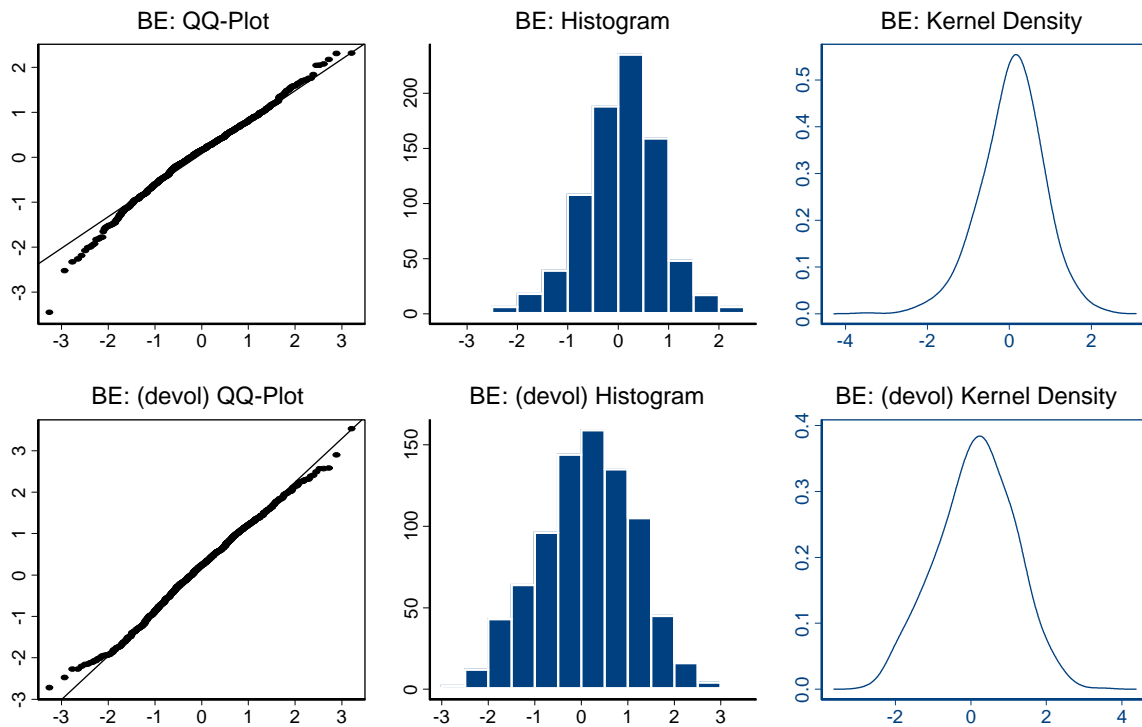 BE: QQ-Plot
BE: Histogram
BE: Kernel Density
-3 -2 -1 0 1 2
-3 -2 -1 0 1 2 3
0 50 100 150 200
-3 -2 -1 0 1 2
0.0 0.1 0.2 0.3 0.4 0.5
-4 -2 0 2
BE: (devol) QQ-Plot
BE: (devol) Histogram
BE: (devol) Kernel Density
-3 -2 -1 0 1 2 3
-3 -2 -1 0 1 2 3
0 50 100 150
-3 -2 -1 0 1 2 3
0.0 0.1 0.2 0.3 0.4
-2 0 2 4